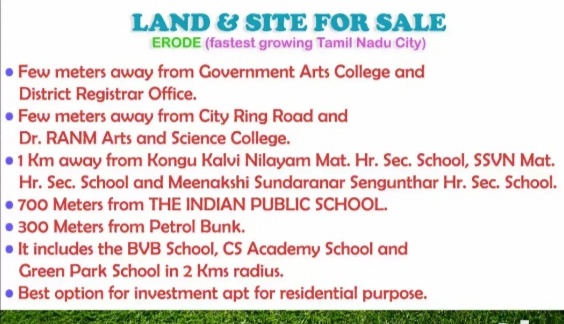 LAND & SITE FOR SALE
ERODE (fastest growing Tamil Nadu City)
• Few meters away from Government Arts College and
District Registrar Office.
• Few meters away from City Ring Road and
Dr. RANM Arts and Science College.
• 1 Km away from Kongu Kalvi Nilayam Mat. Hr. Sec. School, SSVN Mat.
Hr. Sec. School and Meenakshi Sundaranar Sengunthar Hr. Sec. School.
• 700 Meters from THE INDIAN PUBLIC SCHOOL.
• 300 Meters from Petrol Bunk.
• It includes the BVB School, CS Academy School and
Green Park School in 2 Kms radius.
• Best option for investment apt for residential purpose.